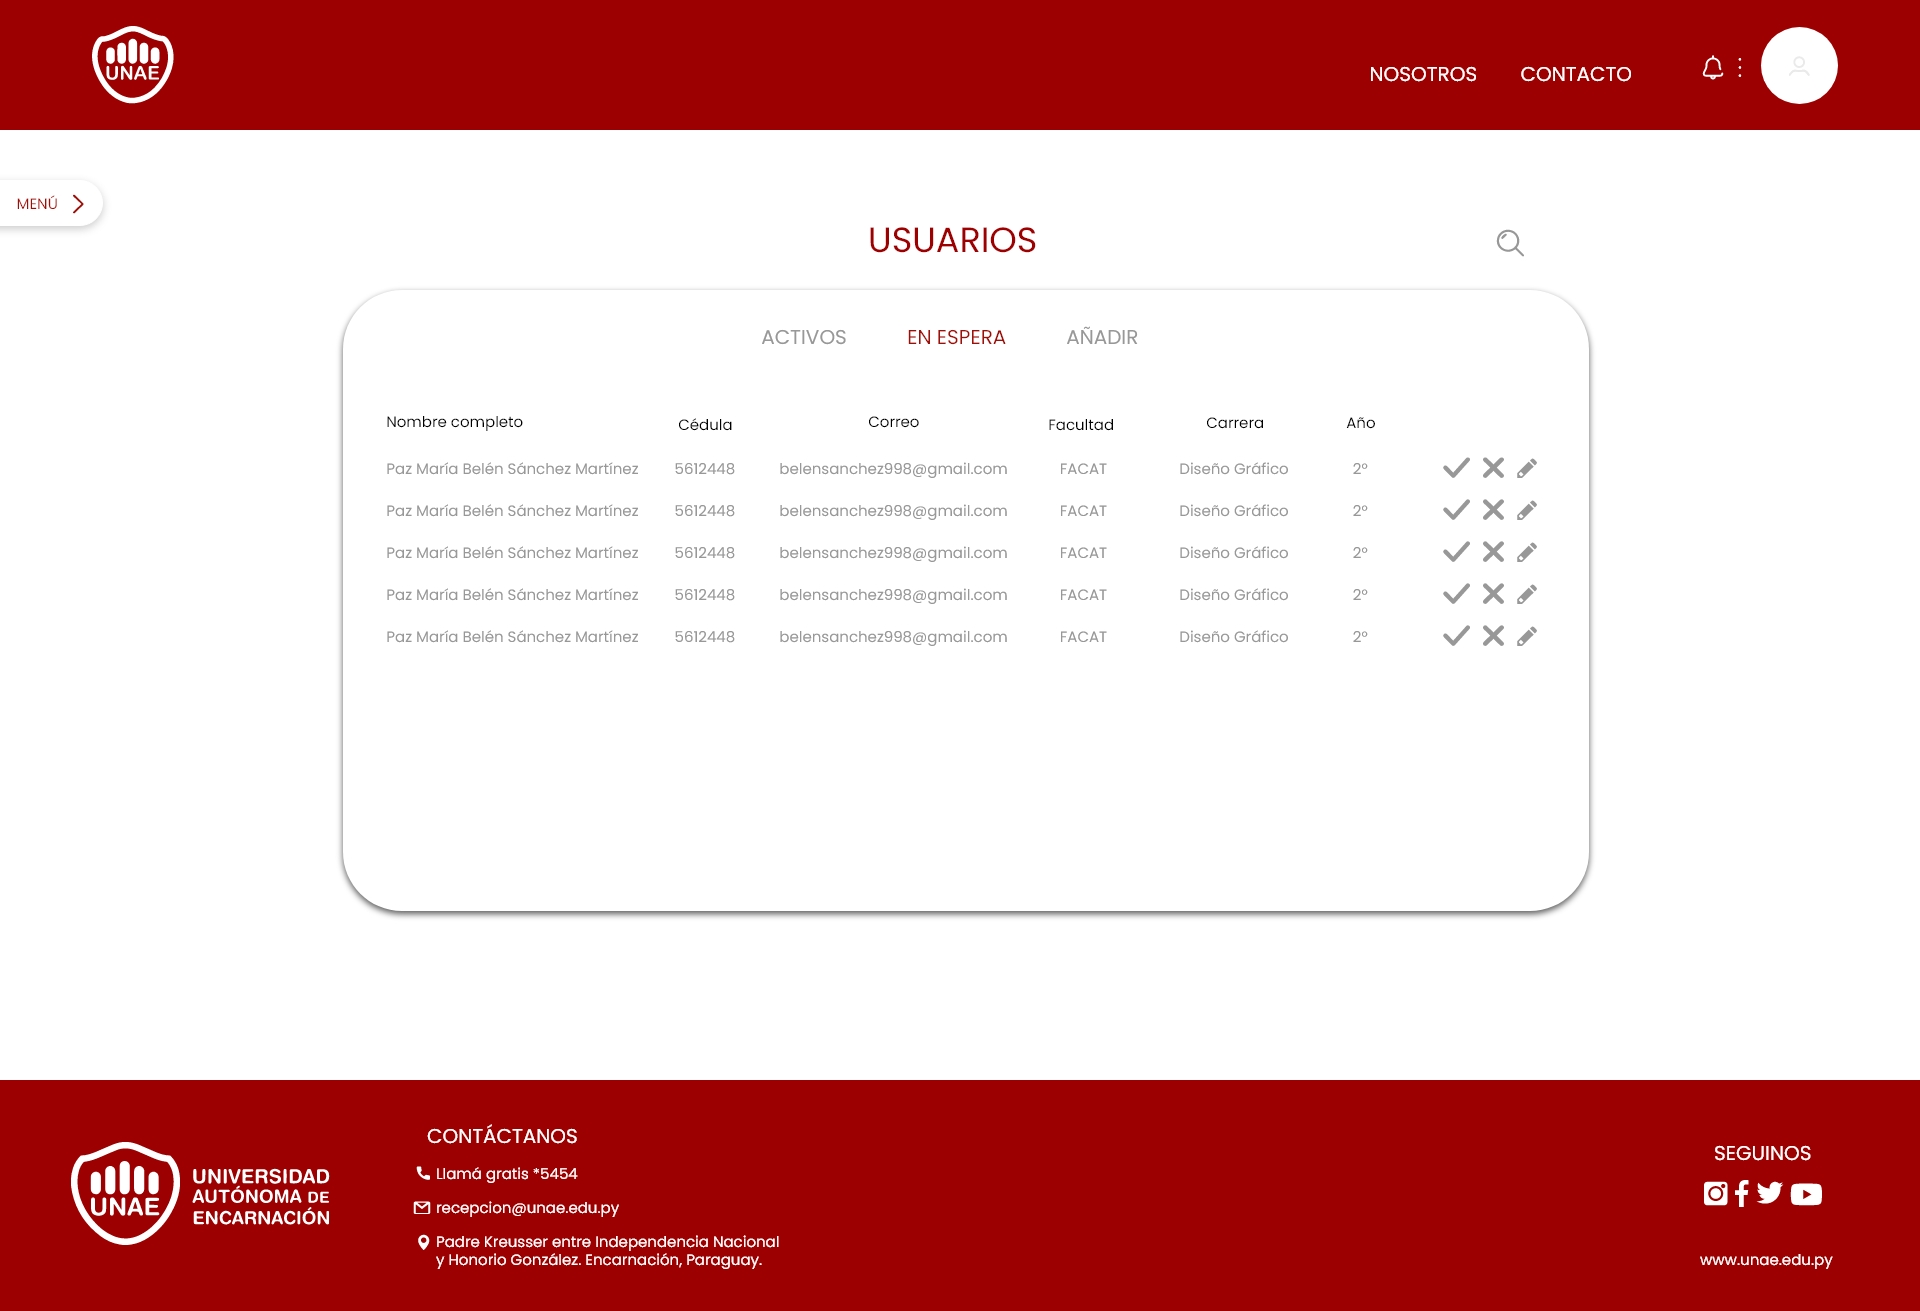 UNAE
NOSOTROS CONTACTO
MENÚ
USUARIOS
ACTIVOS EN ESPERA AÑADIR
Nombre completo Cédula Correo Facultad Carrera Año
Paz María Belén Sánchez Martínez 5612448 belensanchez998@gmail.com FACAT Diseño Gráfico 2º
Paz María Belén Sánchez Martínez 5612448 belensanchez998@gmail.com FACAT Diseño Gráfico 2º
Paz María Belén Sánchez Martínez 5612448 belensanchez998@gmail.com FACAT Diseño Gráfico 2º
Paz María Belén Sánchez Martínez 5612448 belensanchez998@gmail.com FACAT Diseño Gráfico 2º
Paz María Belén Sánchez Martínez 5612448 belensanchez998@gmail.com FACAT Diseño Gráfico 2º
UNAE
UNIVERSIDAD
AUTÓNOMA DE
ENCARNACIÓN
CONTÁCTANOS
Llamá gratis *5454
recepcion@unae.edu.py
Padre Kreusser entre Independencia Nacional
y Honorio González. Encarnación, Paraguay.
SEGUINOS
www.unae.edu.py